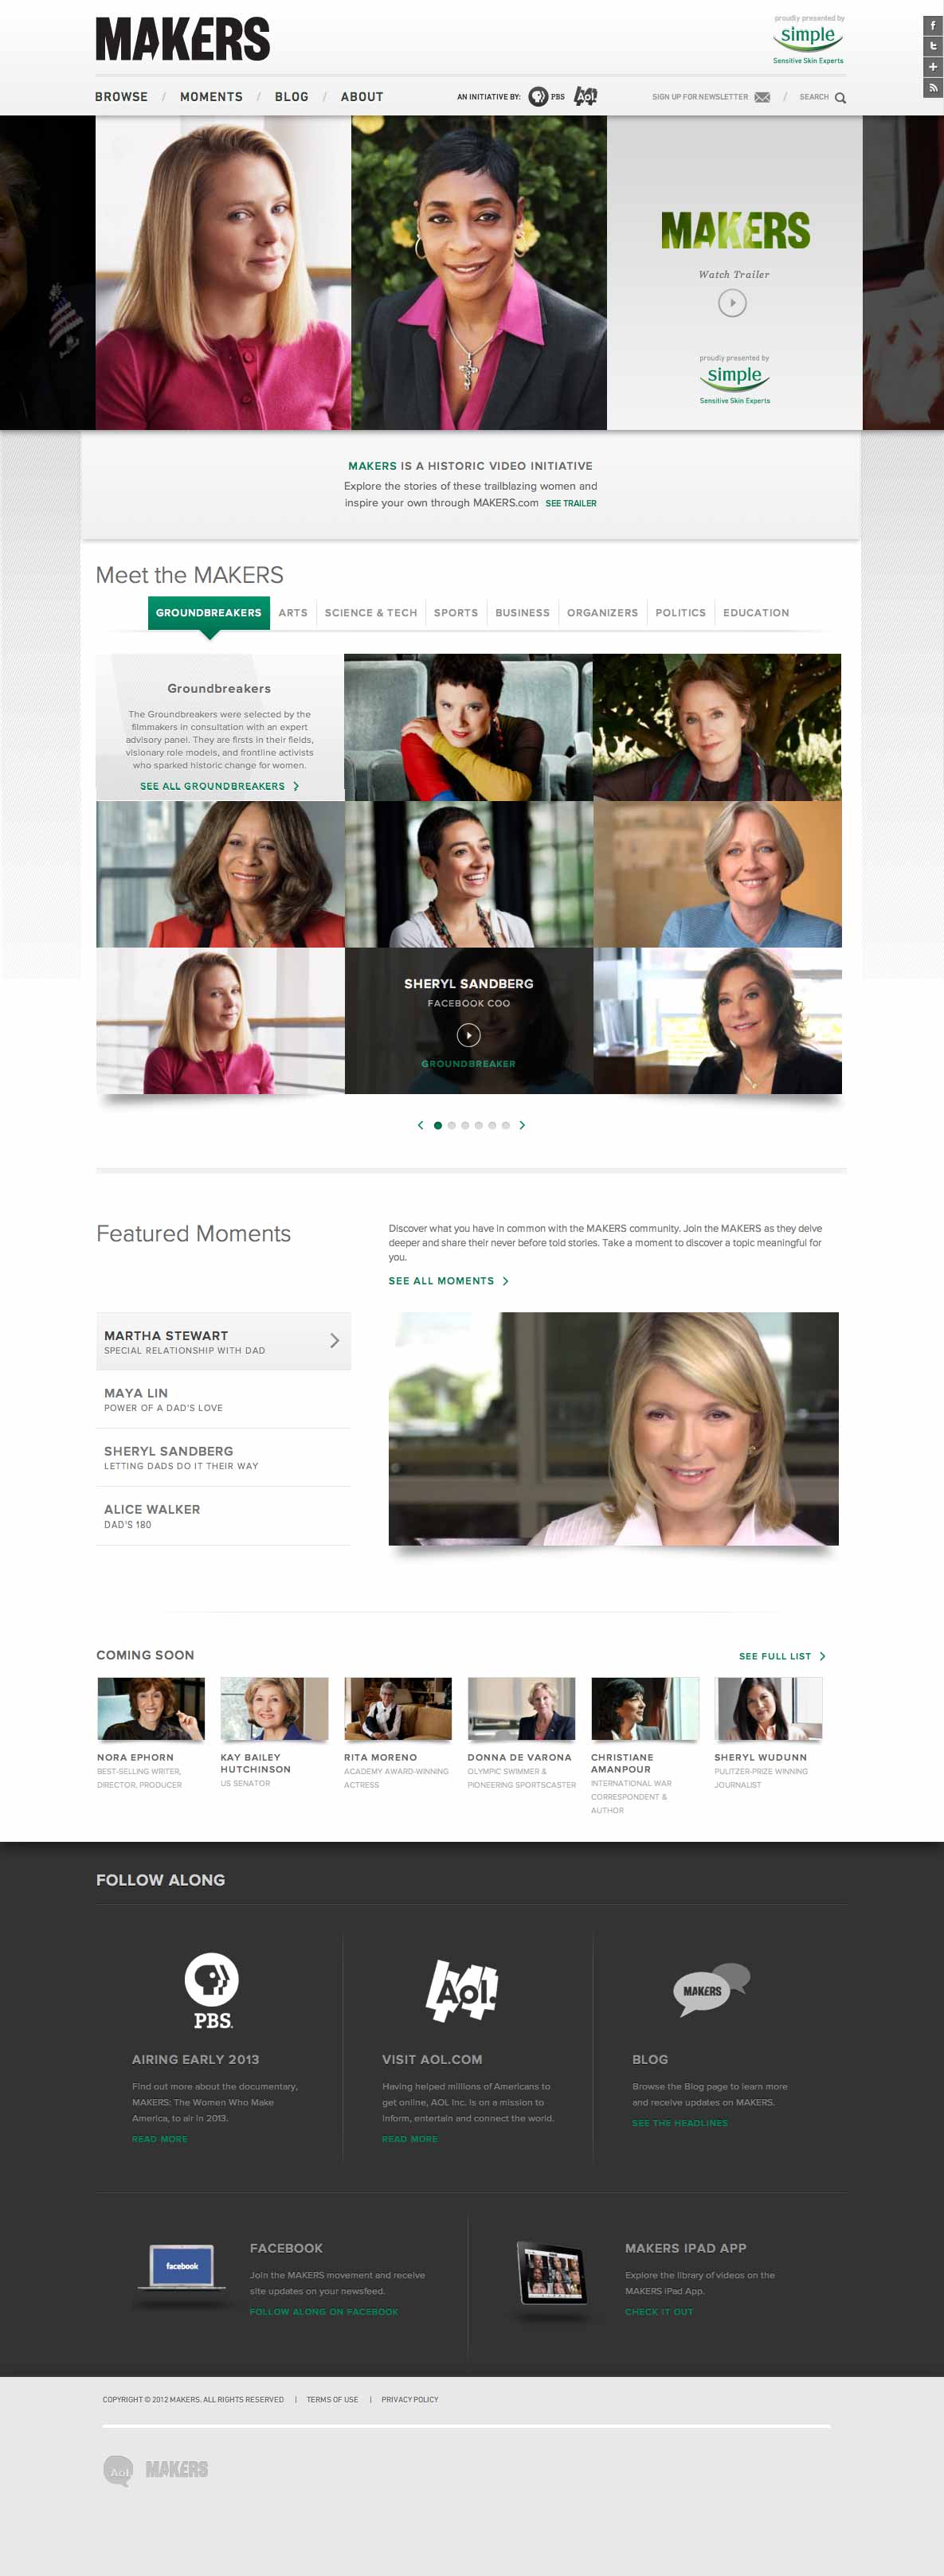 MAKERS
proudly presented by
simple
Sensitive Skin Experts
BROWSE / MOMENTS / BLOG / ABOUT
AN INITIATIVE BY: PBS Aol.
SIGN UP FOR NEWSLETTER / SEARCH
MAKERS
Watch Trailer
proudly presented by
simple
Sensitive Skin Experts
MAKERS IS A HISTORIC VIDEO INITIATIVE
Explore the stories of these trailblazing women and
inspire your own through MAKERS.com SEE TRAILER
Meet the MAKERS
GROUNDBREAKERS
ARTS
SCIENCE & TECH
SPORTS
BUSINESS
ORGANIZERS
POLITICS
EDUCATION
Groundbreakers
The Groundbreakers were selected by the
filmmakers in consultation with an expert
advisory panel. They are firsts in their fields,
visionary role models, and frontline activists
who sparked historic change for women.
SEE ALL GROUNDBREAKERS
SHERYL SANDBERG
FACEBOOK COO
GROUNDBREAKER
Featured Moments
Discover what you have in common with the MAKERS community. Join the MAKERS as they delve
deeper and share their never before told stories. Take a moment to discover a topic meaningful for
you.
SEE ALL MOMENTS
MARTHA STEWART
SPECIAL RELATIONSHIP WITH DAD
MAYA LIN
POWER OF A DAD'S LOVE
SHERYL SANDBERG
LETTING DADS DO IT THEIR WAY
ALICE WALKER
DAD'S 180
COMING SOON
SEE FULL LIST
NORA EPHORN
BEST-SELLING WRITER,
DIRECTOR, PRODUCER
KAY BAILEY
HUTCHINSON
US SENATOR
RITA MORENO
ACADEMY AWARD-WINNING
ACTRESS
DONNA DE VARONA
OLYMPIC SWIMMER &
PIONEERING SPORTSCASTER
CHRISTIANE
AMANPOUR
INTERNATIONAL WAR
CORRESPONDENT &
AUTHOR
SHERYL WUDUNN
PULITZER-PRIZE WINNING
JOURNALIST
FOLLOW ALONG
PBS.
AIRING EARLY 2013
Find out more about the documentary,
MAKERS: The Women Who Make
America, to air in 2013.
READ MORE
Aol.
VISIT AOL.COM
Having helped millions of Americans to
get online, AOL Inc. is on a mission to
inform, entertain and connect the world.
READ MORE
MAKERS
BLOG
Browse the Blog page to learn more
and receive updates on MAKERS.
SEE THE HEADLINES
facebook
FACEBOOK
Join the MAKERS movement and receive
site updates on your newsfeed.
FOLLOW ALONG ON FACEBOOK
MAKERS IPAD APP
Explore the library of videos on the
MAKERS iPad App.
CHECK IT OUT
COPYRIGHT © 2012 MAKERS. ALL RIGHTS RESERVED | TERMS OF USE | PRIVACY POLICY
Aol. MAKERS